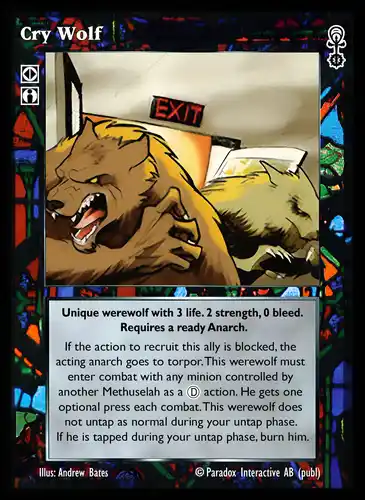 Cry Wolf
EXIT
Unique werewolf with 3 life. 2 strength, 0 bleed.
Requires a ready Anarch.
If the action to recruit this ally is blocked, the
acting anarch goes to torpor. This werewolf must
enter combat with any minion controlled by
another Methuselah as a Ⓓ action. He gets one
optional press each combat. This werewolf does
not untap as normal during your untap phase.
If he is tapped during your untap phase, burn him.
Illus: Andrew Bates © Paradox Interactive AB (publ)